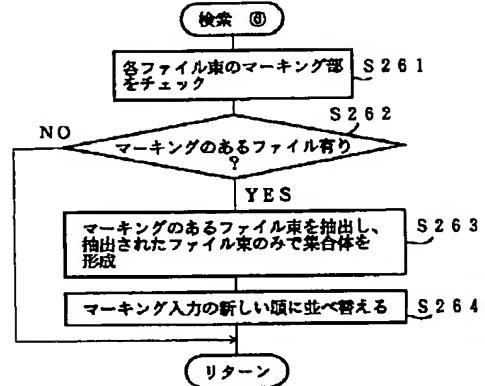 検索 ⓓ
各ファイル束のマーキング部 S261
をチェック
S262
NO
マーキングのあるファイル有り
?
YES
マーキングのあるファイル束を抽出し、
抽出されたファイル束のみで集合体を S263
形成
マーキング入力の新しい順に並べ替える S264
リターン